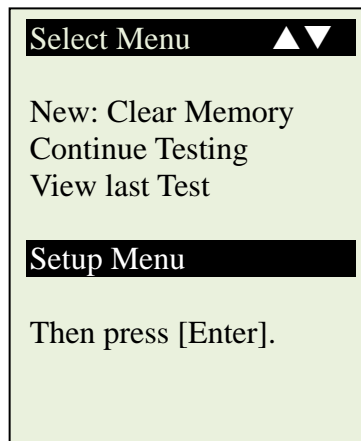 Select Menu ▲▼
New: Clear Memory
Continue Testing
View last Test
Setup Menu
Then press [Enter].